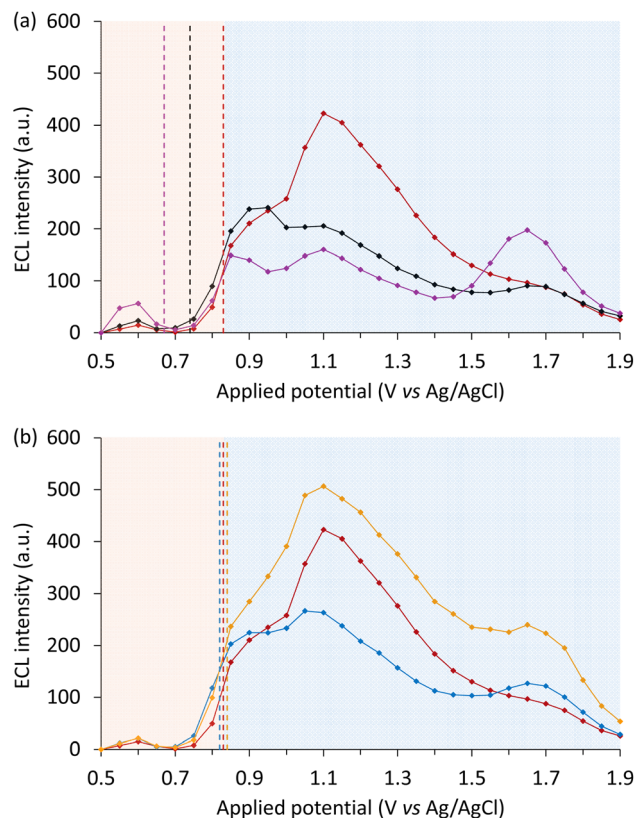 (a)
600
500
400
300
200
100
0
ECL intensity (a.u.)
0.5 0.7 0.9 1.1 1.3 1.5 1.7 1.9
Applied potential (V vs Ag/AgCl)
(b)
600
500
400
300
200
100
0
ECL intensity (a.u.)
0.5 0.7 0.9 1.1 1.3 1.5 1.7 1.9
Applied potential (V vs Ag/AgCl)